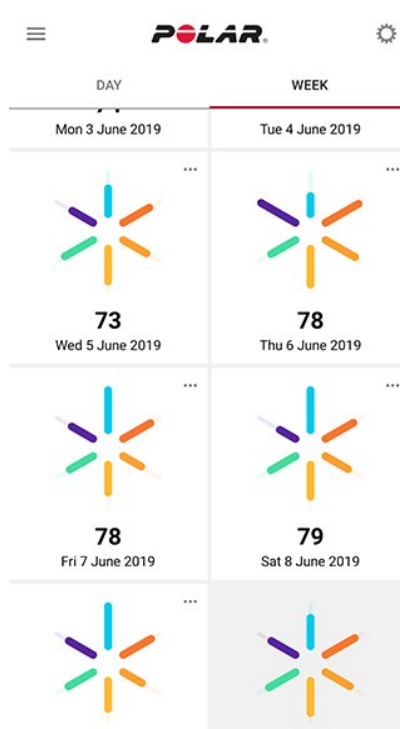 POLAR
DAY WEEK
Mon 3 June 2019 Tue 4 June 2019
73 78
Wed 5 June 2019 Thu 6 June 2019
78 79
Fri 7 June 2019 Sat 8 June 2019